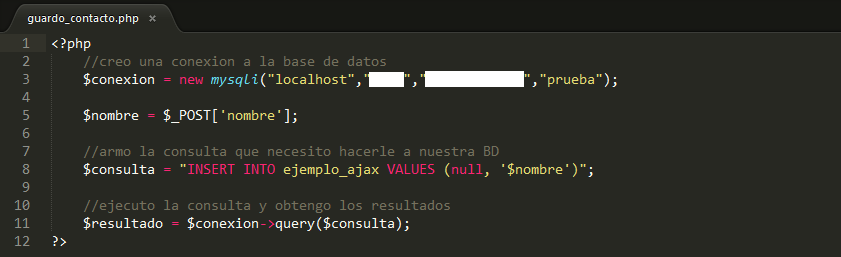 guardo_contacto.php ×
1 <?php
2 //creo una conexion a la base de datos
3 $conexion = new mysqli("localhost","","","prueba");
4
5 $nombre = $_POST['nombre'];
6
7 //armo la consulta que necesito hacerle a nuestra BD
8 $consulta = "INSERT INTO ejemplo_ajax VALUES (null, '$nombre')";
9
10 //ejecuto la consulta y obtengo los resultados
11 $resultado = $conexion->query($consulta);
12 ?>